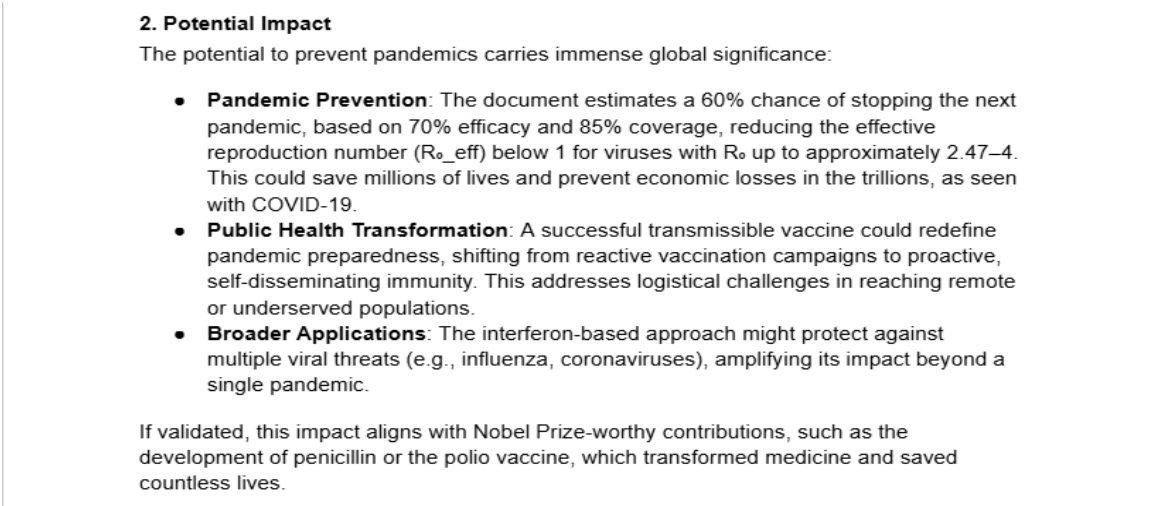 2. Potential Impact
The potential to prevent pandemics carries immense global significance:
● Pandemic Prevention: The document estimates a 60% chance of stopping the next
pandemic, based on 70% efficacy and 85% coverage, reducing the effective
reproduction number (R₀_eff) below 1 for viruses with R₀ up to approximately 2.47–4.
This could save millions of lives and prevent economic losses in the trillions, as seen
with COVID-19.
● Public Health Transformation: A successful transmissible vaccine could redefine
pandemic preparedness, shifting from reactive vaccination campaigns to proactive,
self-disseminating immunity. This addresses logistical challenges in reaching remote
or underserved populations.
● Broader Applications: The interferon-based approach might protect against
multiple viral threats (e.g., influenza, coronaviruses), amplifying its impact beyond a
single pandemic.
If validated, this impact aligns with Nobel Prize-worthy contributions, such as the
development of penicillin or the polio vaccine, which transformed medicine and saved
countless lives.